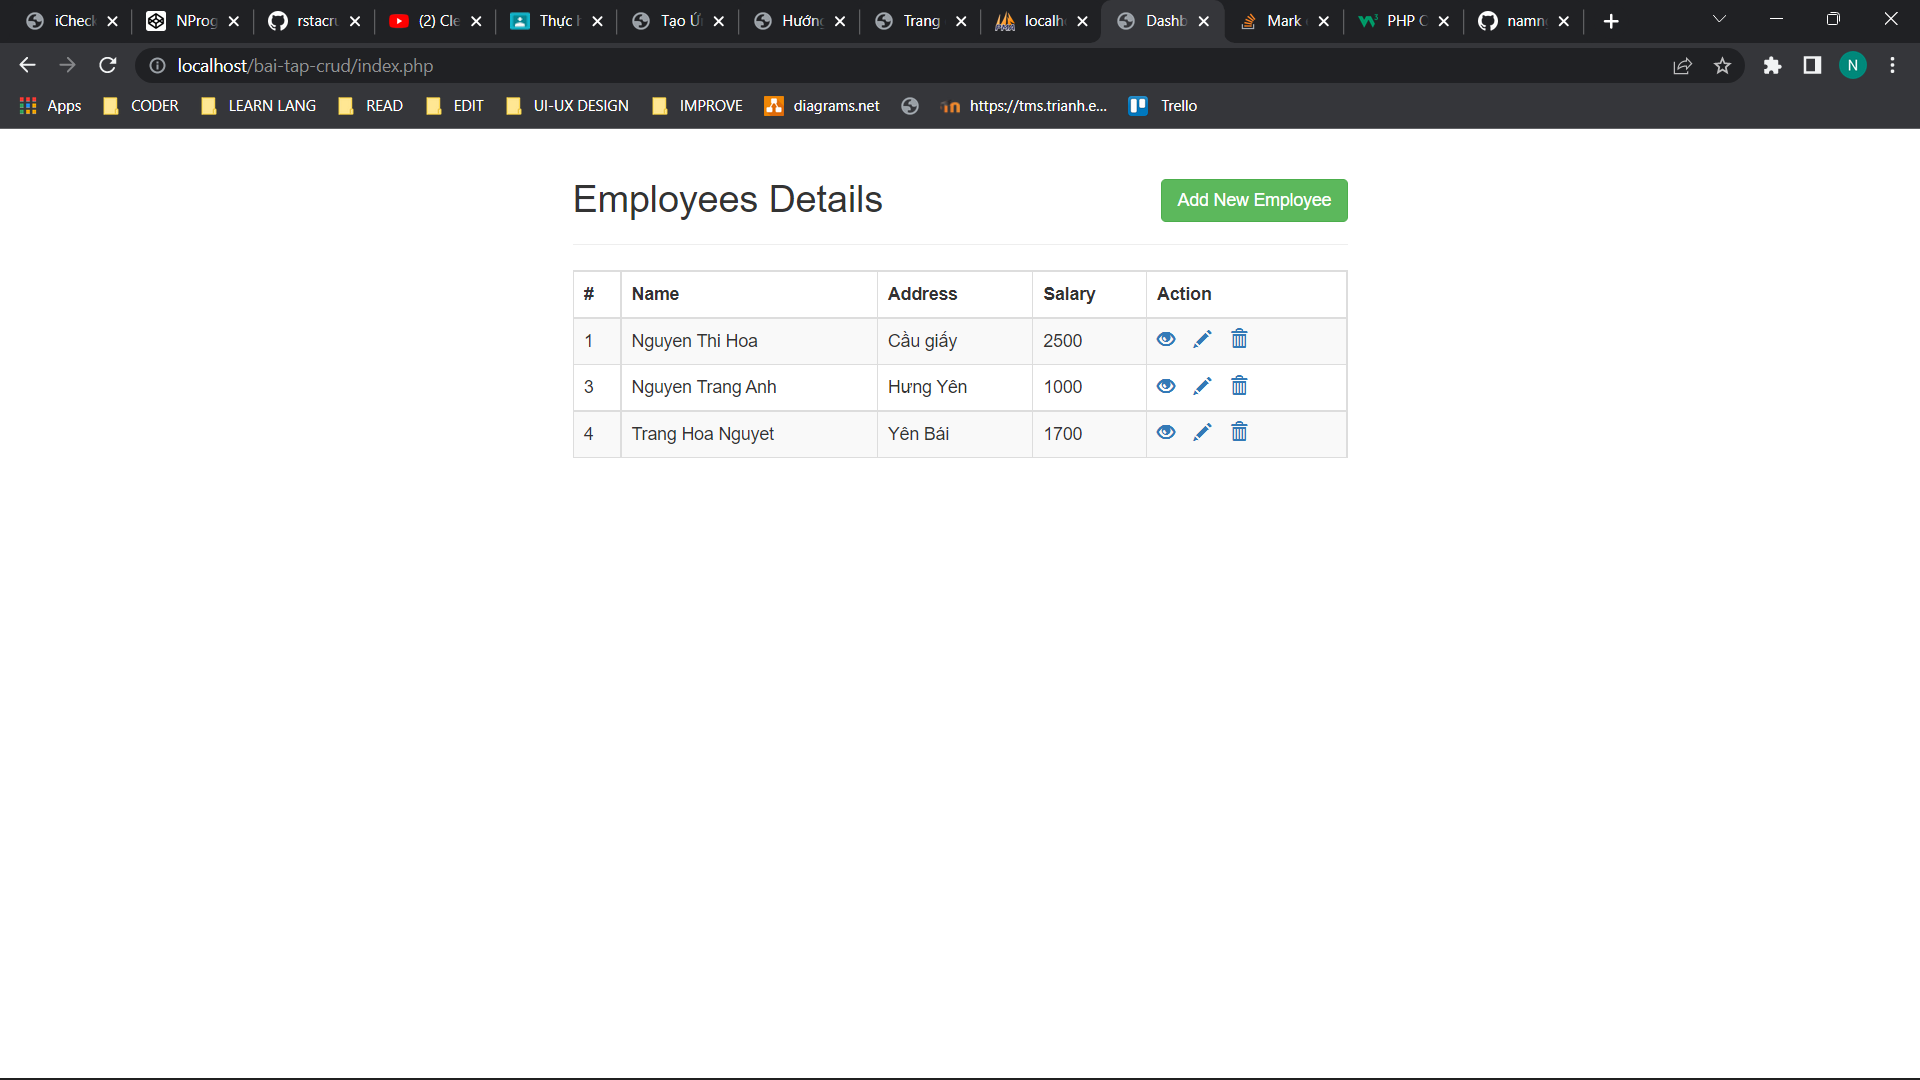 iCheck NProg rstacru (2) Cle Thực h Tạo Ứ Hướng Trang localho Dashb Mark PHP C namn
localhost/bai-tap-crud/index.php N
Apps CODER LEARN LANG READ EDIT UI-UX DESIGN IMPROVE diagrams.net https://tms.trianh.e... Trello
Employees Details Add New Employee
# Name Address Salary Action
1 Nguyen Thi Hoa Cầu giấy 2500
3 Nguyen Trang Anh Hưng Yên 1000
4 Trang Hoa Nguyet Yên Bái 1700